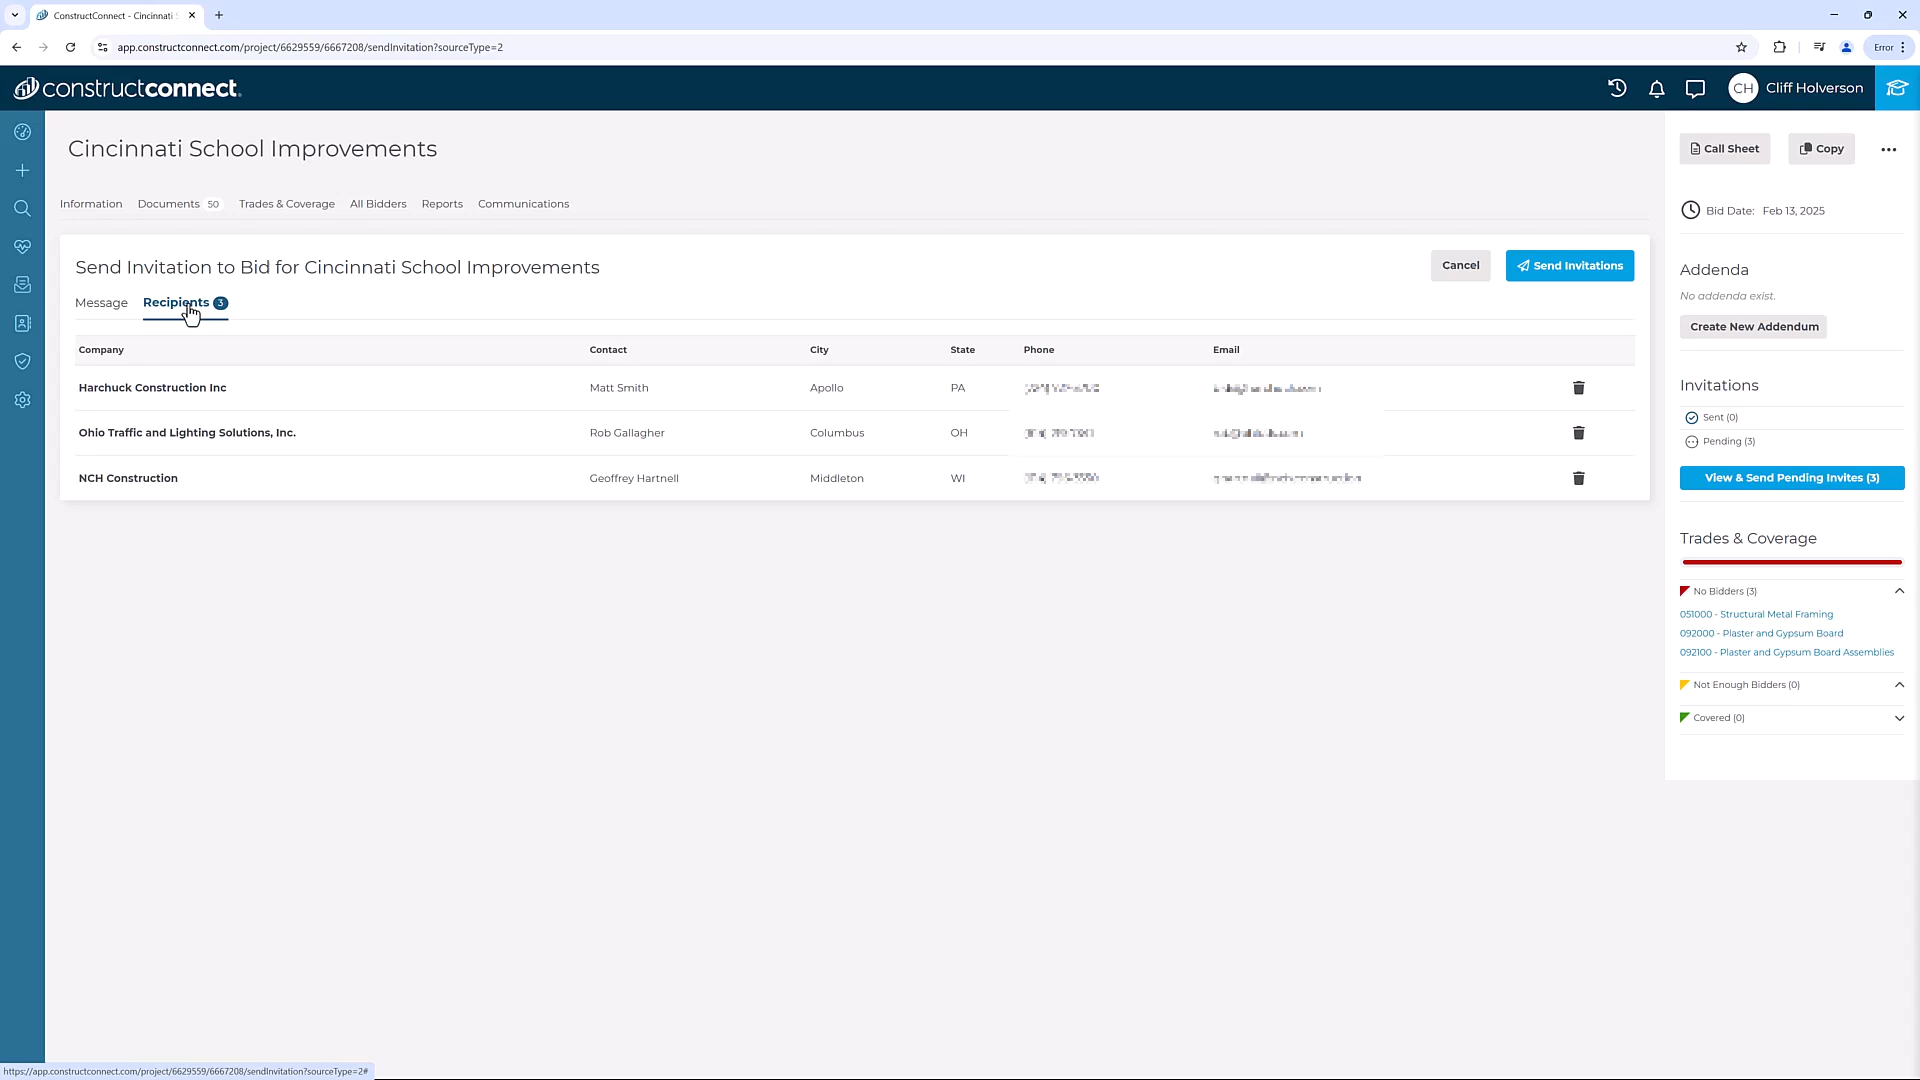 ConstructConnect - Cincinnati S
app.constructconnect.com/project/6629559/6667208/sendInvitation?sourceType=2
Error
constructconnect.
CH Cliff Holverson
Cincinnati School Improvements
Call Sheet
Copy
Information Documents 50 Trades & Coverage All Bidders Reports Communications
Bid Date: Feb 13, 2025
Send Invitation to Bid for Cincinnati School Improvements
Cancel
Send Invitations
Message Recipients 3
Company Contact City State Phone Email
Harchuck Construction Inc Matt Smith Apollo PA
Ohio Traffic and Lighting Solutions, Inc. Rob Gallagher Columbus OH
NCH Construction Geoffrey Hartnell Middleton WI
Addenda
No addenda exist.
Create New Addendum
Invitations
Sent (0)
Pending (3)
View & Send Pending Invites (3)
Trades & Coverage
No Bidders (3)
051000 - Structural Metal Framing
092000 - Plaster and Gypsum Board
092100 - Plaster and Gypsum Board Assemblies
Not Enough Bidders (0)
Covered (0)
https://app.constructconnect.com/project/6629559/6667208/sendInvitation?sourceType=2#